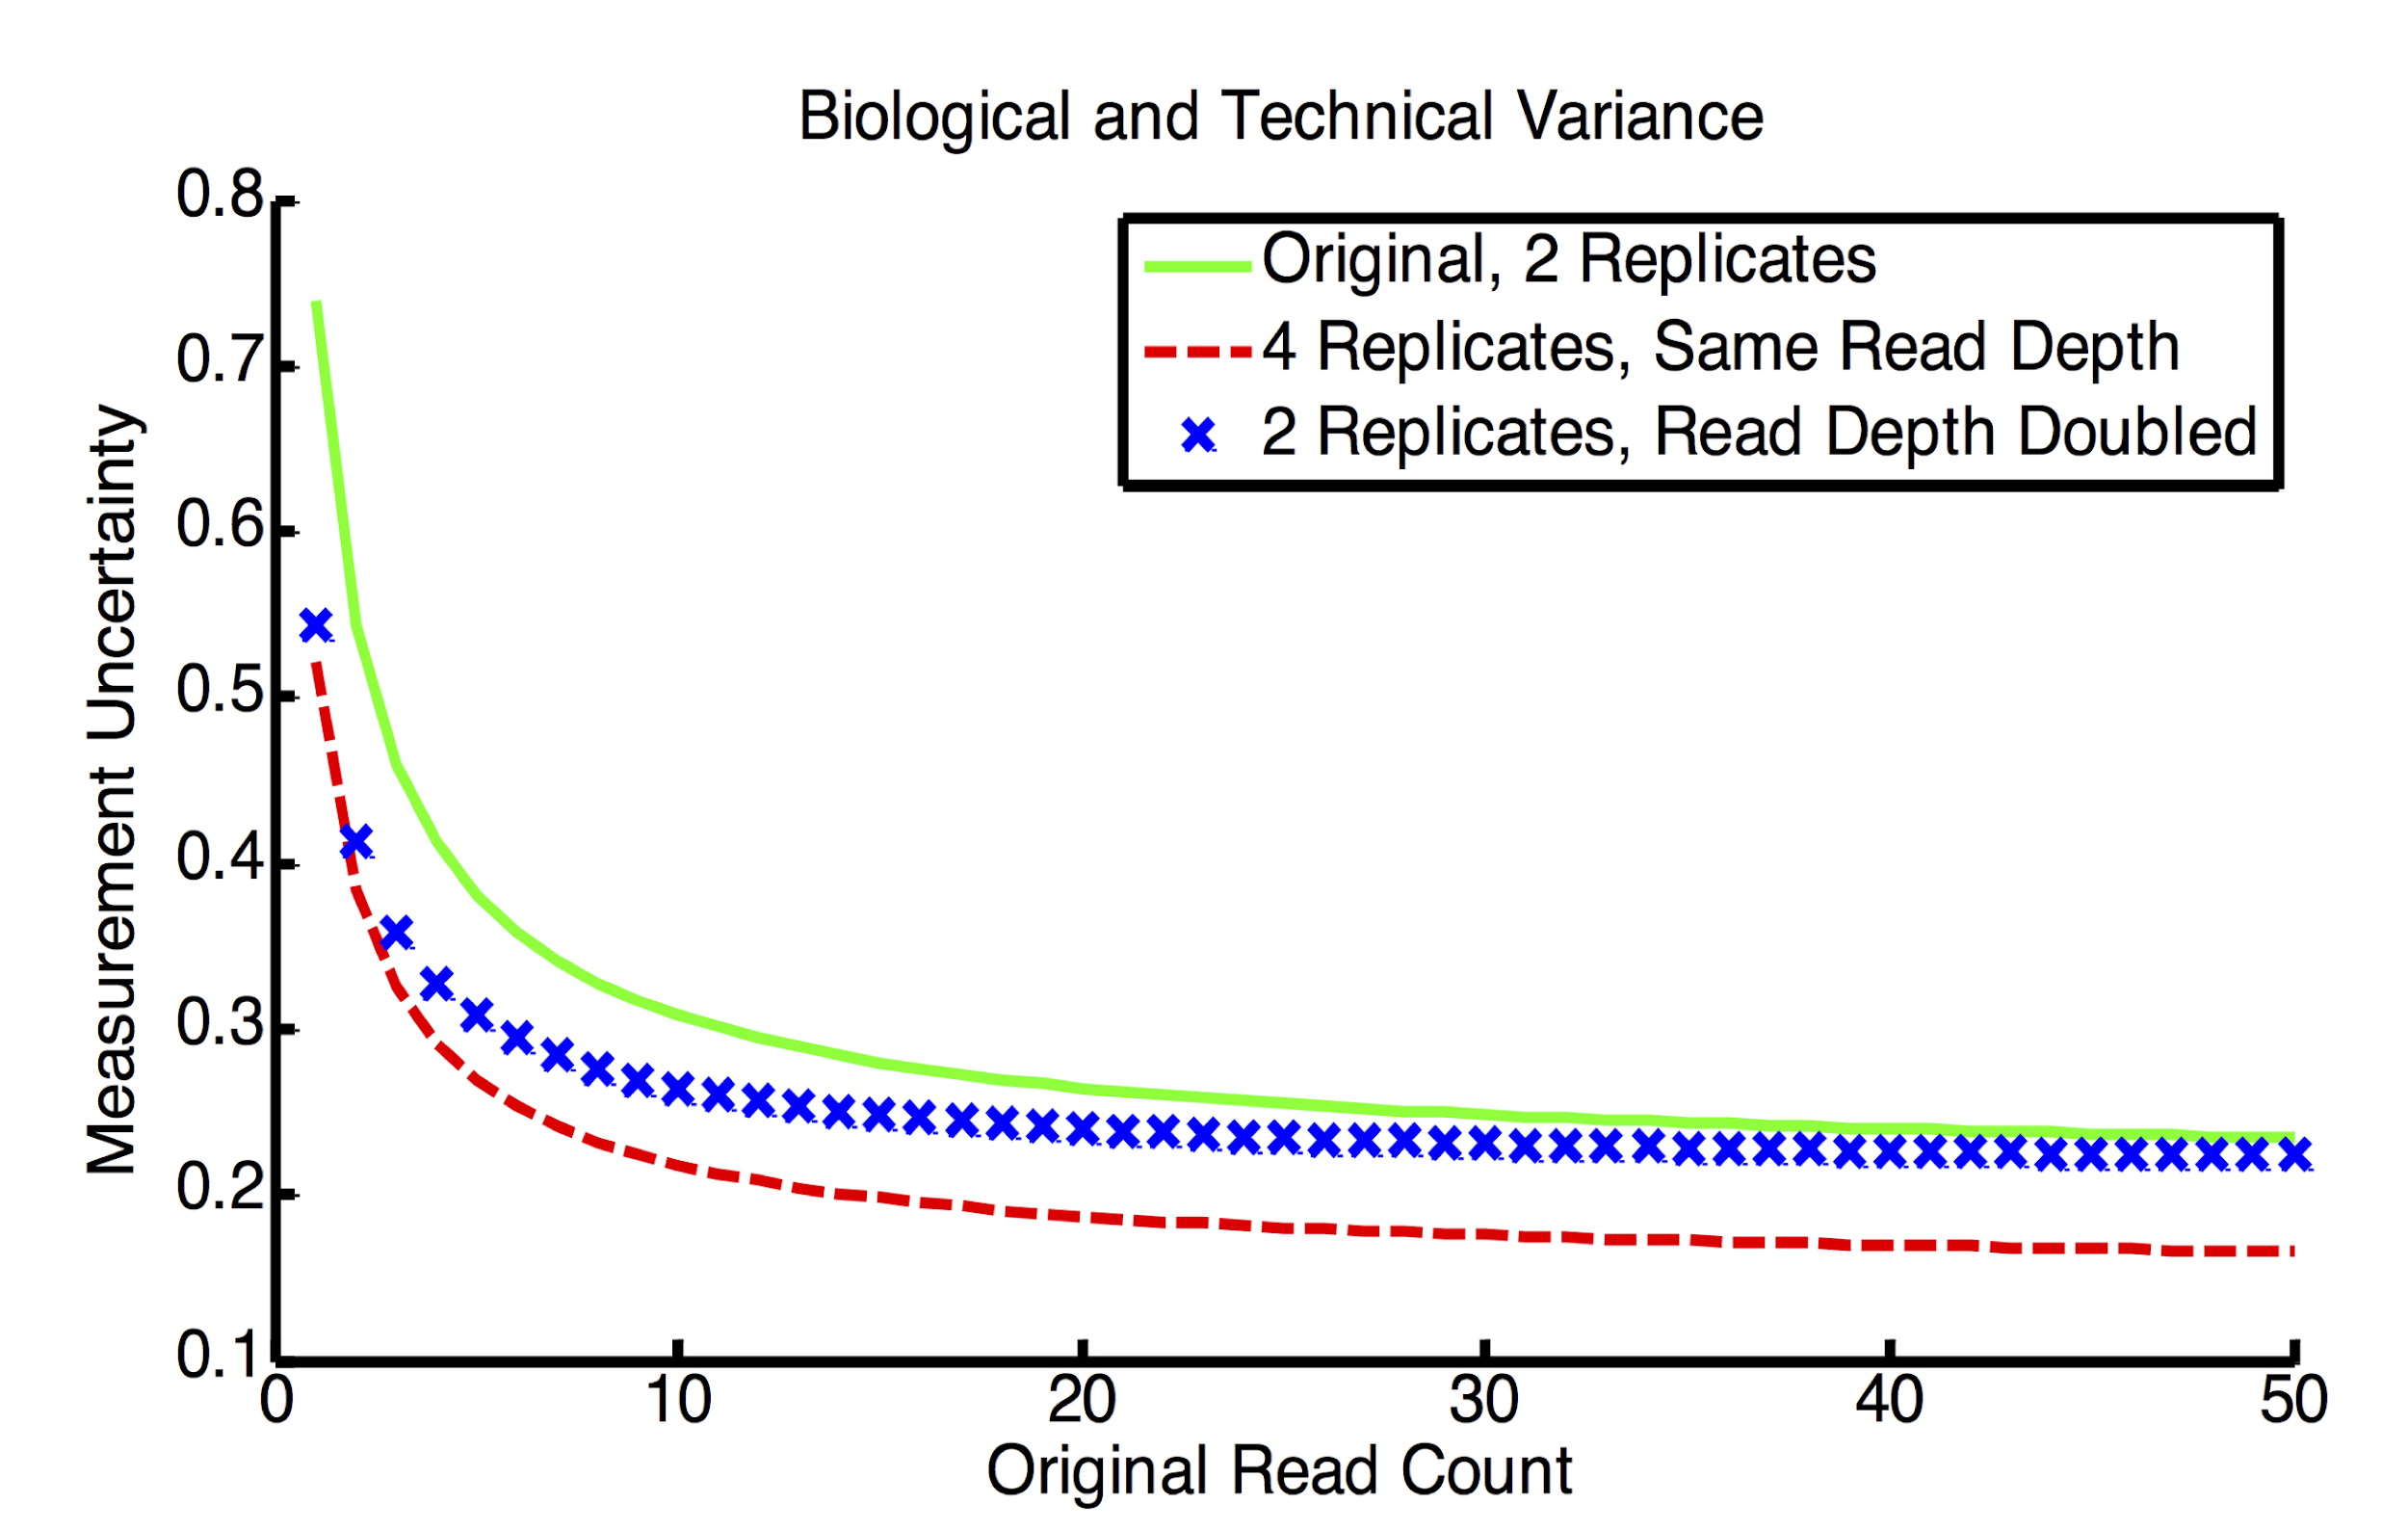 Biological and Technical Variance
0.8
0.7
0.6
0.5
0.4
0.3
0.2
0.1
Measurement Uncertainty
Original, 2 Replicates
4 Replicates, Same Read Depth
2 Replicates, Read Depth Doubled
0 10 20 30 40 50
Original Read Count